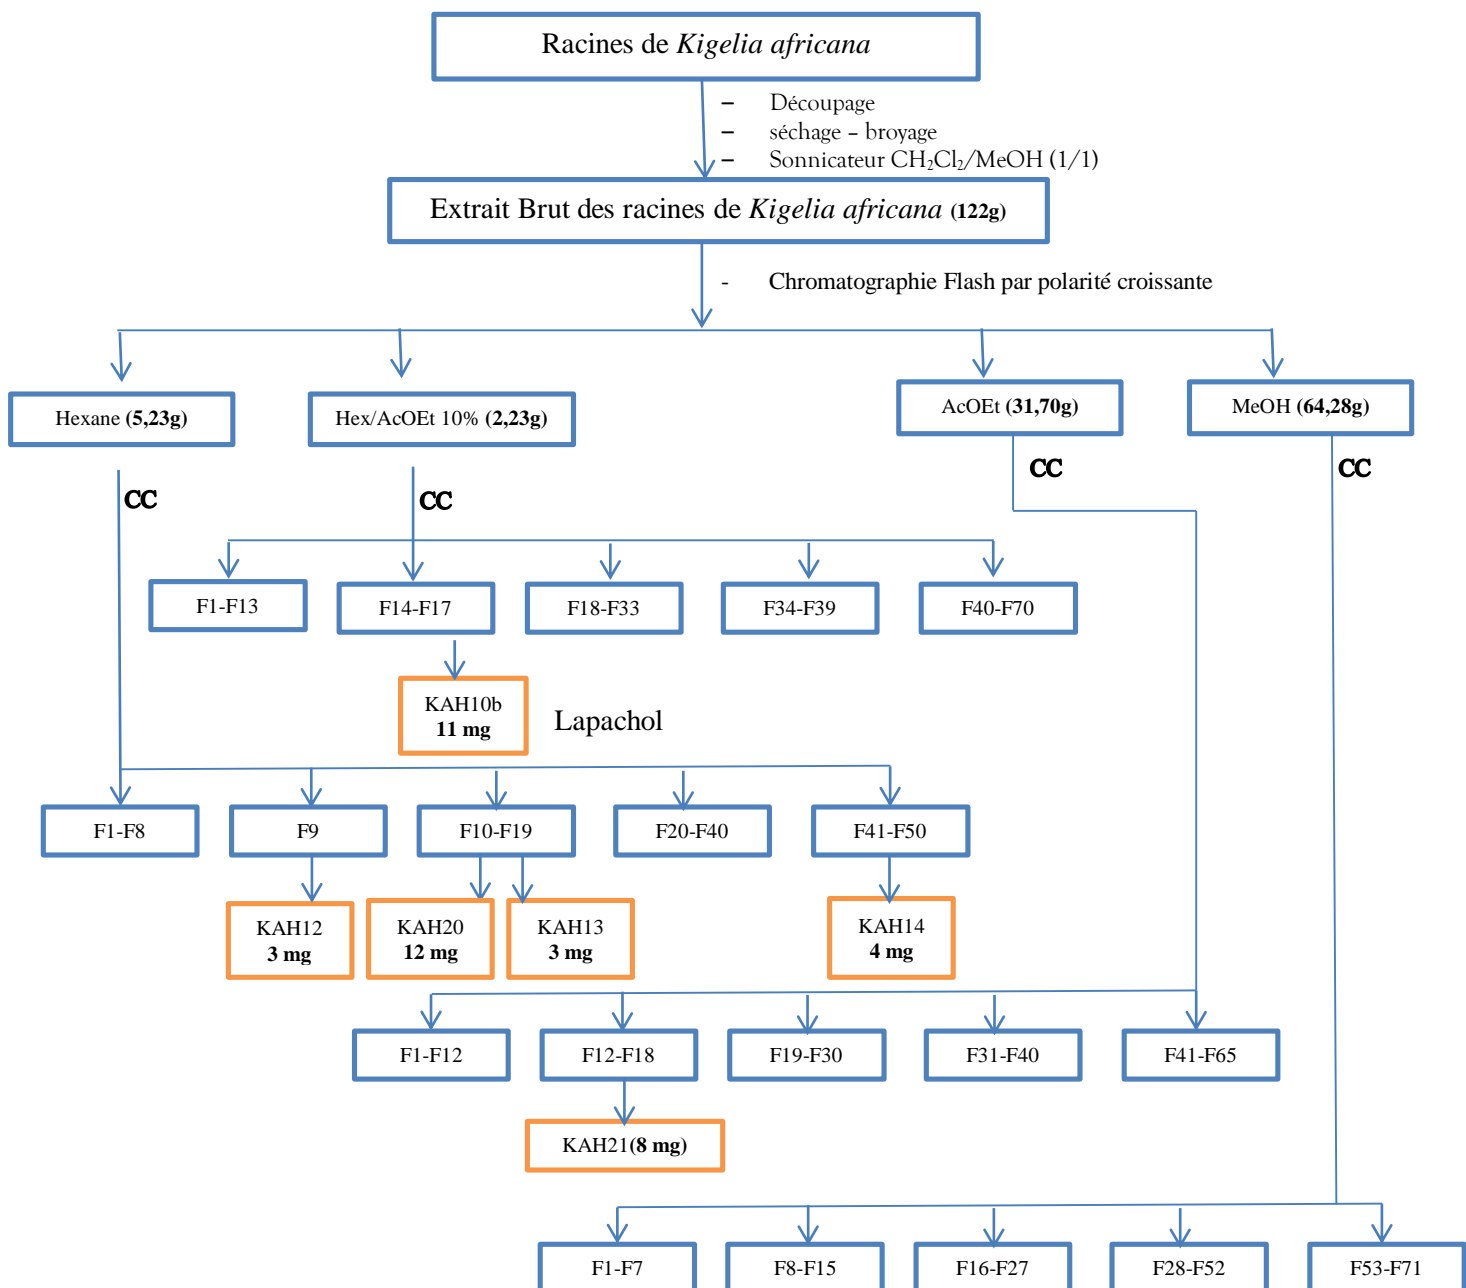 Racines de Kigelia africana
– Découpage
– séchage – broyage
– Sonnicateur CH₂Cl₂/MeOH (1/1)
Extrait Brut des racines de Kigelia africana (122g)
- Chromatographie Flash par polarité croissante
Hexane (5,23g)
Hex/AcOEt 10% (2,23g)
AcOEt (31,70g)
MeOH (64,28g)
CC
CC
CC
CC
F1-F13
F14-F17
F18-F33
F34-F39
F40-F70
KAH10b
11 mg
Lapachol
F1-F8
F9
F10-F19
F20-F40
F41-F50
KAH12
3 mg
KAH20
12 mg
KAH13
3 mg
KAH14
4 mg
F1-F12
F12-F18
F19-F30
F31-F40
F41-F65
KAH21(8 mg)
F1-F7
F8-F15
F16-F27
F28-F52
F53-F71